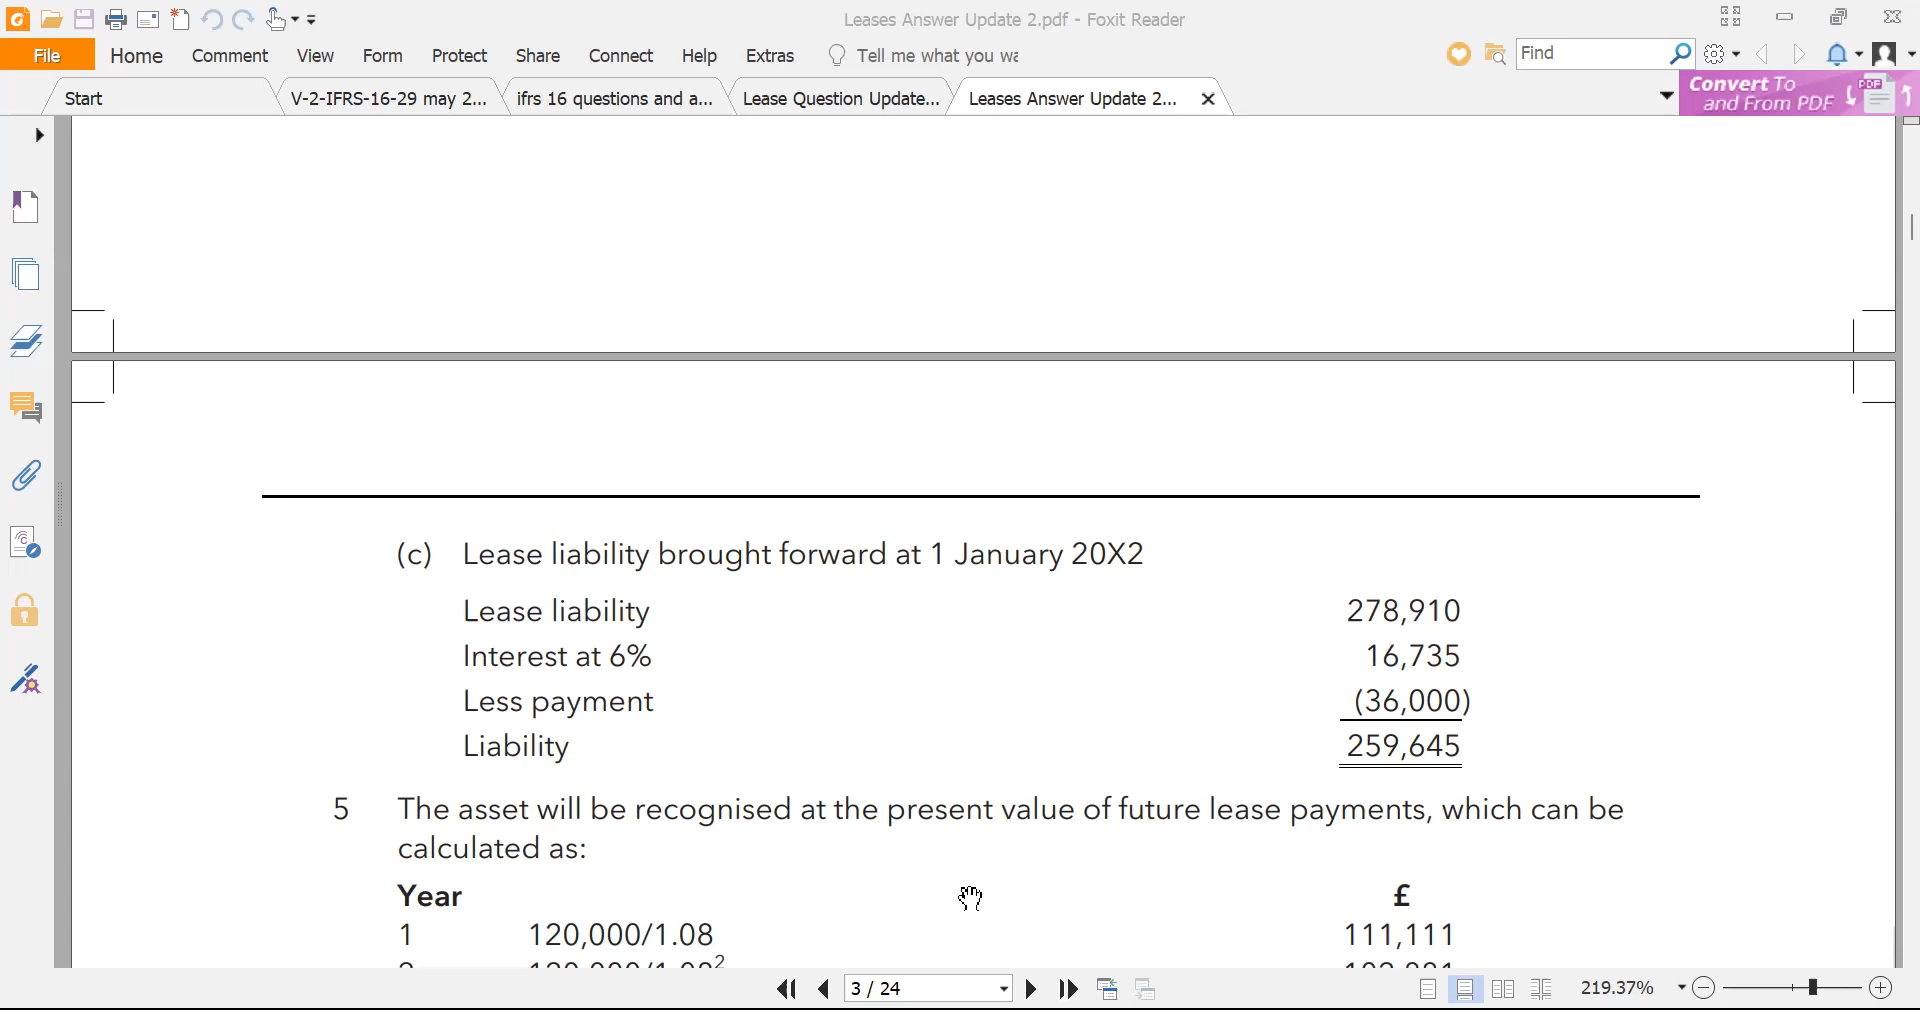 Leases Answer Update 2.pdf - Foxit Reader
File Home Comment View Form Protect Share Connect Help Extras Tell me what you wa
Find
Start V-2-IFRS-16-29 may 2... ifrs 16 questions and a... Lease Question Update... Leases Answer Update 2...
Convert To
and From PDF
PDF
(c) Lease liability brought forward at 1 January 20X2
Lease liability 278,910
Interest at 6% 16,735
Less payment (36,000)
Liability 259,645
5 The asset will be recognised at the present value of future lease payments, which can be
calculated as:
Year £
1 120,000/1.08 111,111
3 / 24
219.37%